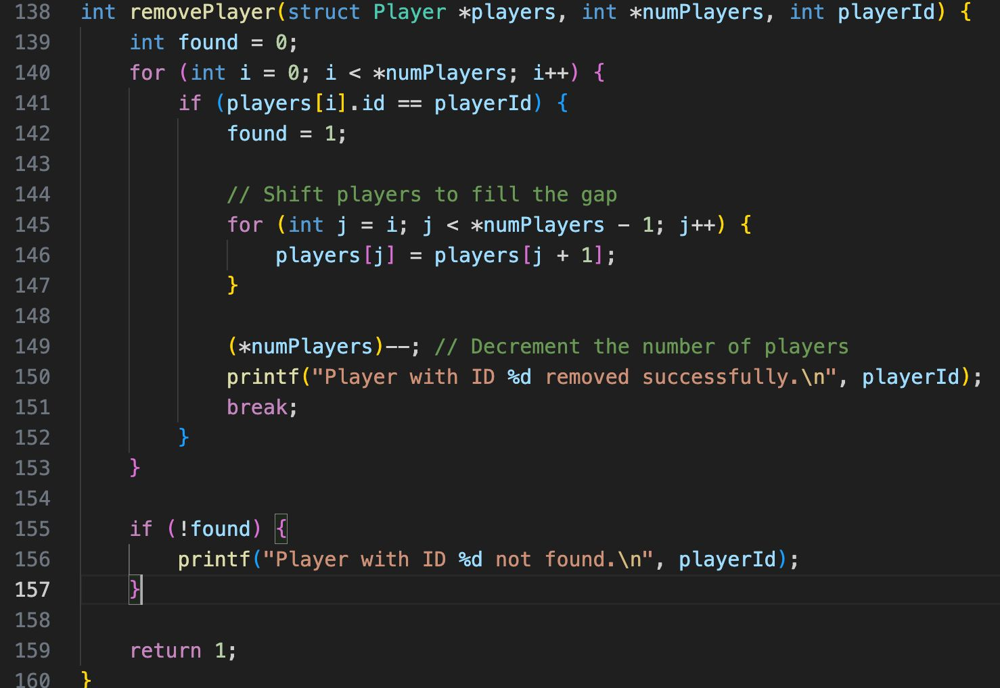 138 int removePlayer(struct Player *players, int *numPlayers, int playerId) {
139     int found = 0;
140     for (int i = 0; i < *numPlayers; i++) {
141         if (players[i].id == playerId) {
142             found = 1;
143
144             // Shift players to fill the gap
145             for (int j = i; j < *numPlayers - 1; j++) {
146                 players[j] = players[j + 1];
147             }
148
149             (*numPlayers)--; // Decrement the number of players
150             printf("Player with ID %d removed successfully.\n", playerId);
151             break;
152         }
153     }
154
155     if (!found) {
156         printf("Player with ID %d not found.\n", playerId);
157     }
158
159     return 1;
160 }